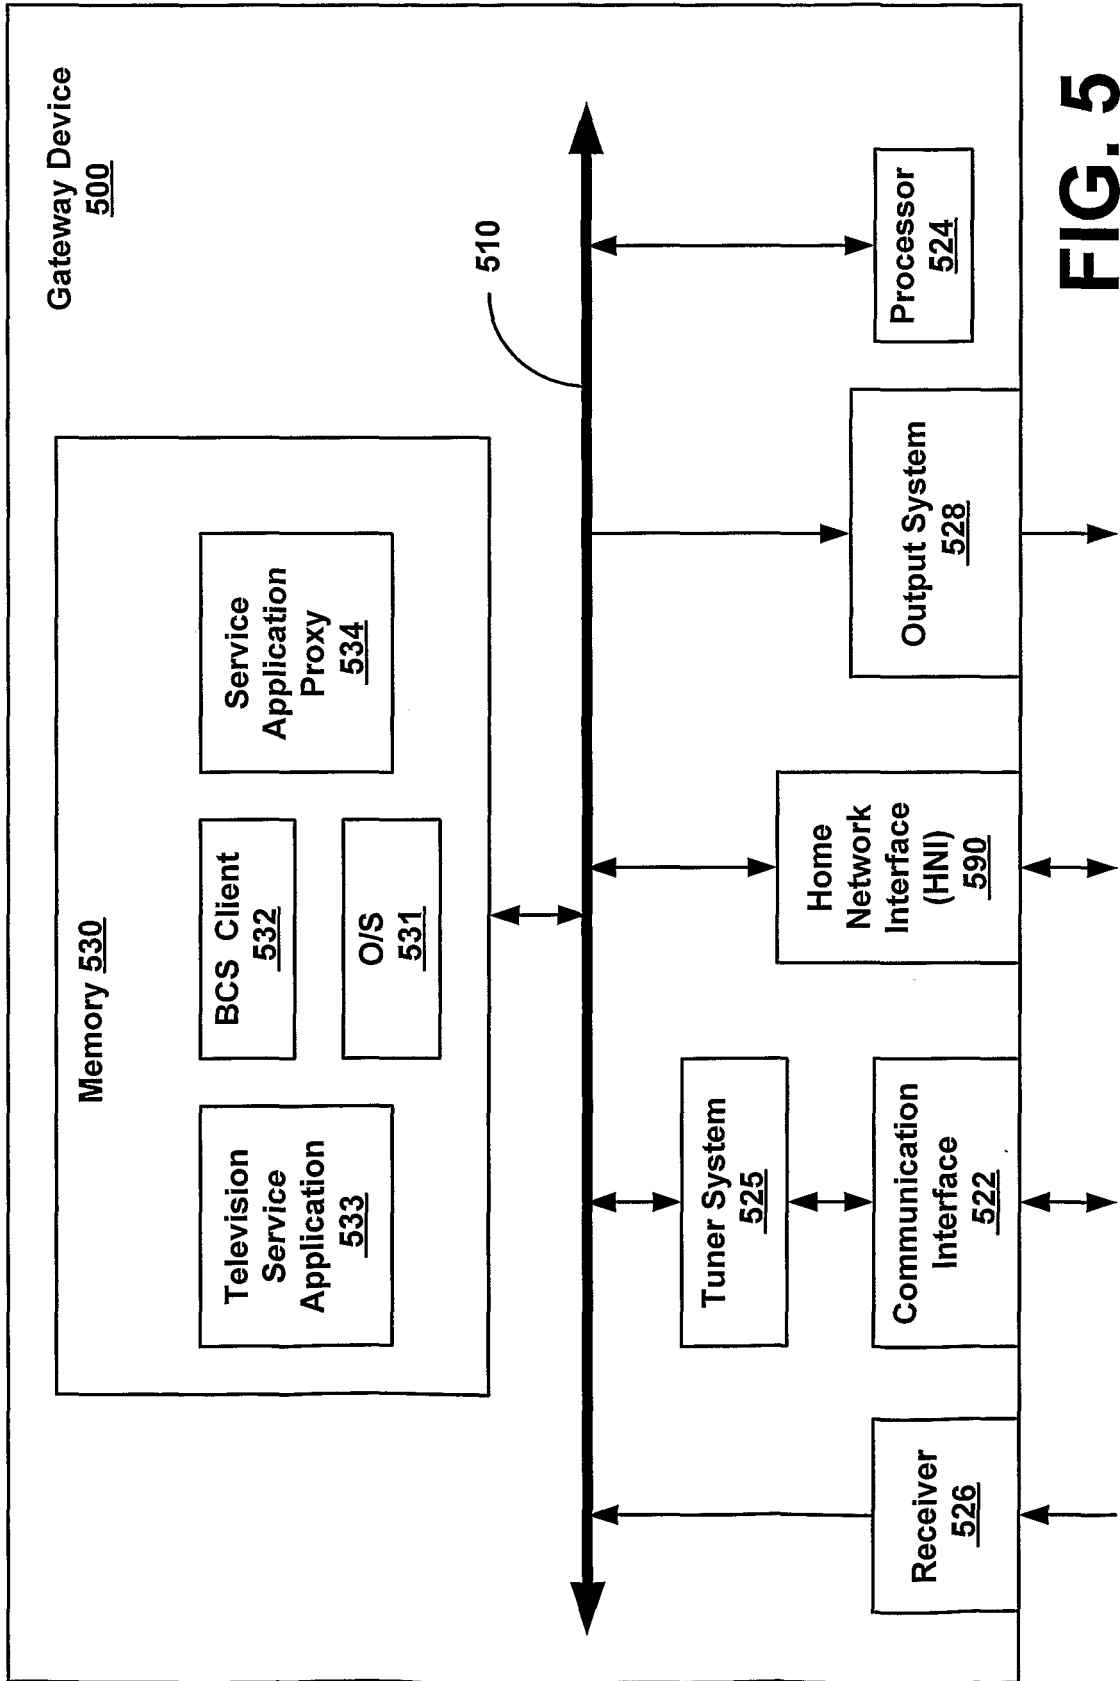 Gateway Device
500
Memory 530
Television
Service
Application
533
BCS Client
532
O/S
531
Service
Application
Proxy
534
510
Receiver
526
Tuner System
525
Communication
Interface
522
Home
Network
Interface
(HNI)
590
Output System
528
Processor
524
FIG. 5